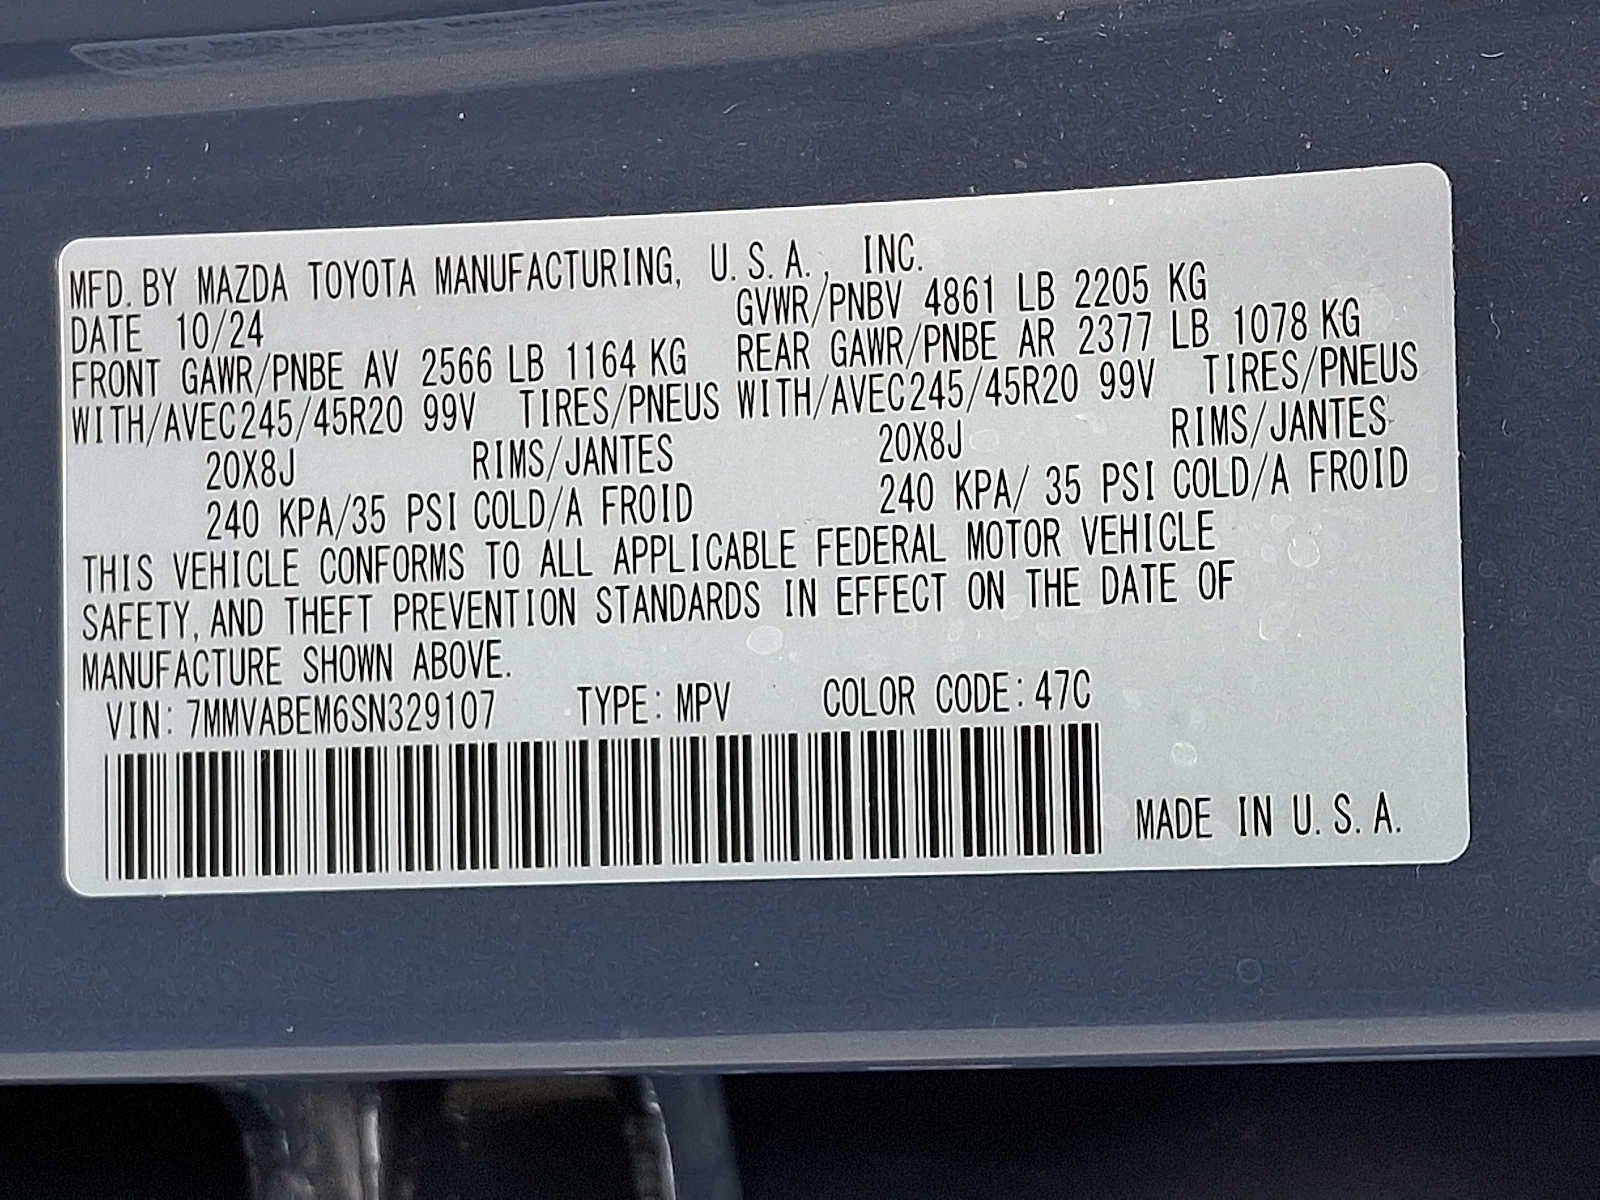 MFD. BY MAZDA TOYOTA MANUFACTURING, U.S.A., INC.
DATE 10/24 GVWR/PNBV 4861 LB 2205 KG
FRONT GAWR/PNBE AV 2566 LB 1164 KG REAR GAWR/PNBE AR 2377 LB 1078 KG
WITH/AVEC 245/45R20 99V TIRES/PNEUS WITH/AVEC 245/45R20 99V TIRES/PNEUS
20X8J RIMS/JANTES 20X8J RIMS/JANTES
240 KPA/35 PSI COLD/A FROID 240 KPA/ 35 PSI COLD/A FROID
THIS VEHICLE CONFORMS TO ALL APPLICABLE FEDERAL MOTOR VEHICLE
SAFETY, AND THEFT PREVENTION STANDARDS IN EFFECT ON THE DATE OF
MANUFACTURE SHOWN ABOVE.
VIN: 7MMVABEM6SN329107 TYPE: MPV COLOR CODE: 47C
MADE IN U.S.A.